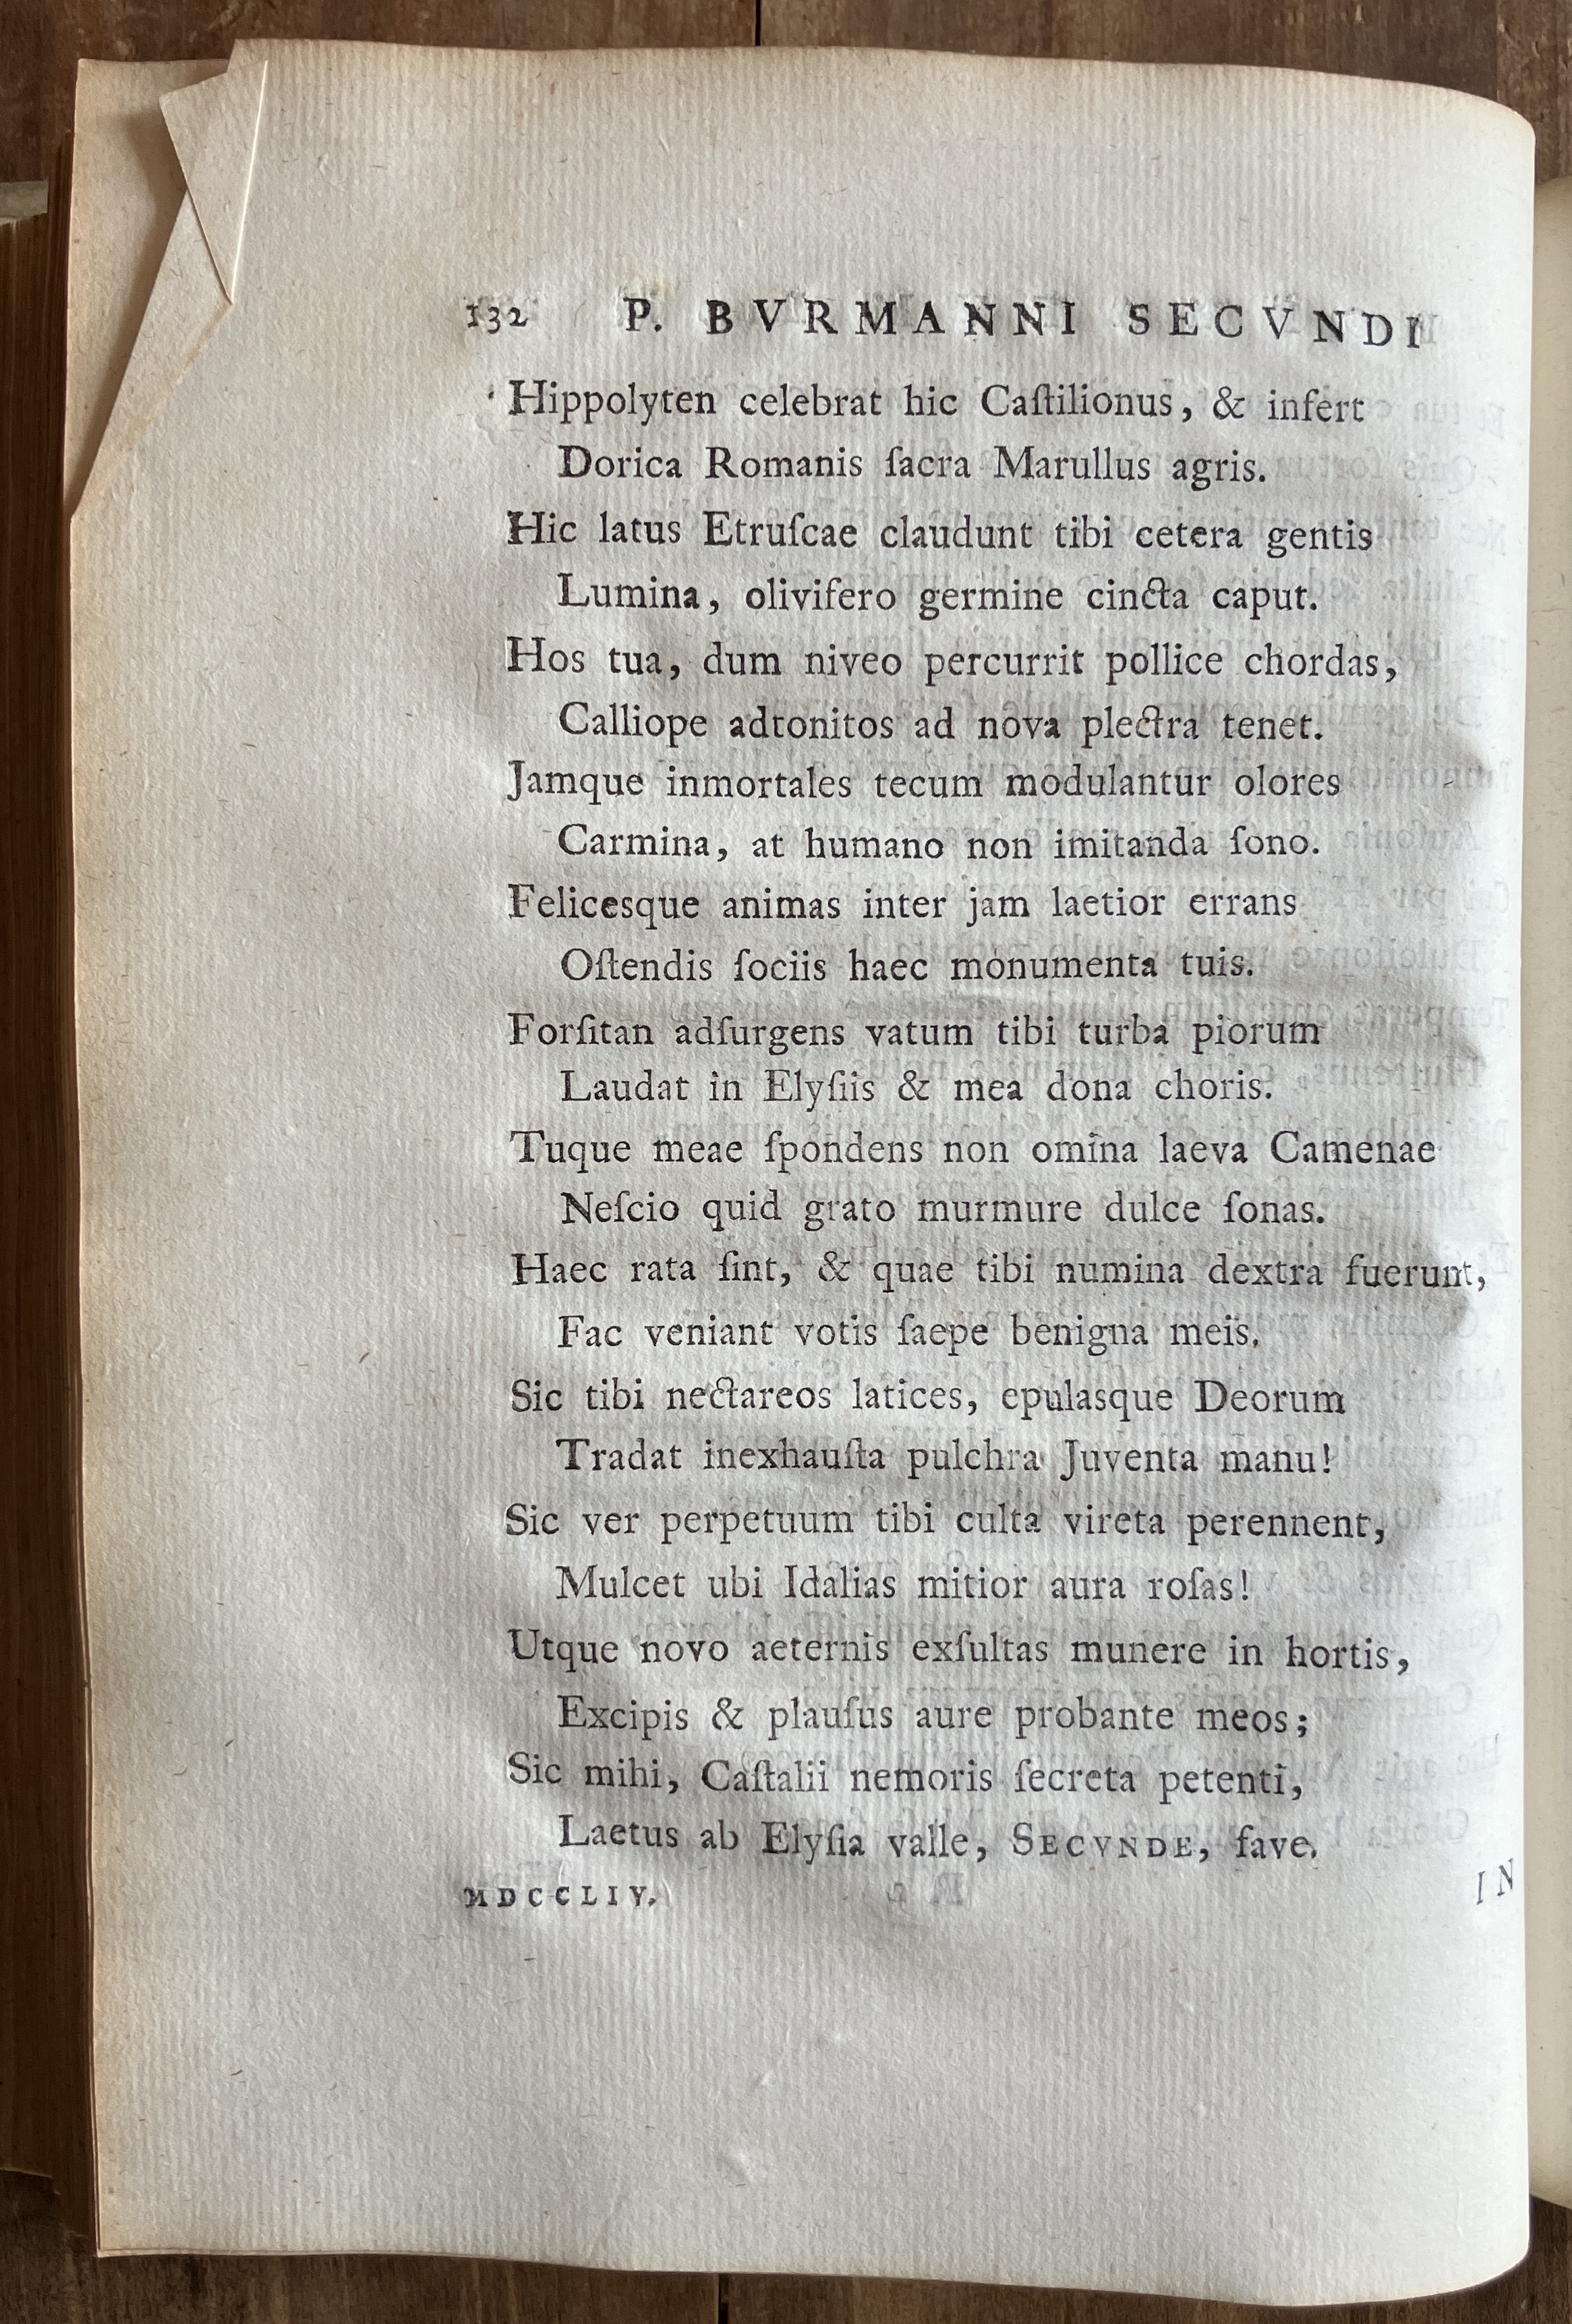 132 P. BVRMANNI SECVNDI
Hippolyten celebrat hic Caſtilionus, & infert
Dorica Romanis ſacra Marullus agris.
Hic latus Etruſcae claudunt tibi cetera gentis
Lumina, olivifero germine cincta caput.
Hos tua, dum niveo percurrit pollice chordas,
Calliope adtonitos ad nova plectra tenet.
Jamque inmortales tecum modulantur olores
Carmina, at humano non imitanda ſono.
Felicesque animas inter jam laetior errans
Oſtendis ſociis haec monumenta tuis.
Forſitan adſurgens vatum tibi turba piorum
Laudat in Elyſiis & mea dona choris.
Tuque meae ſpondens non omina laeva Camenae
Neſcio quid grato murmure dulce ſonas.
Haec rata ſint, & quae tibi numina dextra fuerunt,
Fac veniant votis ſaepe benigna meis.
Sic tibi nectareos latices, epulasque Deorum
Tradat inexhauſta pulchra Juventa manu!
Sic ver perpetuum tibi culta vireta perennent,
Mulcet ubi Idalias mitior aura roſas!
Utque novo aeternis exſultas munere in hortis,
Excipis & plauſus aure probante meos;
Sic mihi, Caſtalii nemoris ſecreta petenti,
Laetus ab Elyſia valle, SECVNDE, fave.
MDCCLIV.
IN